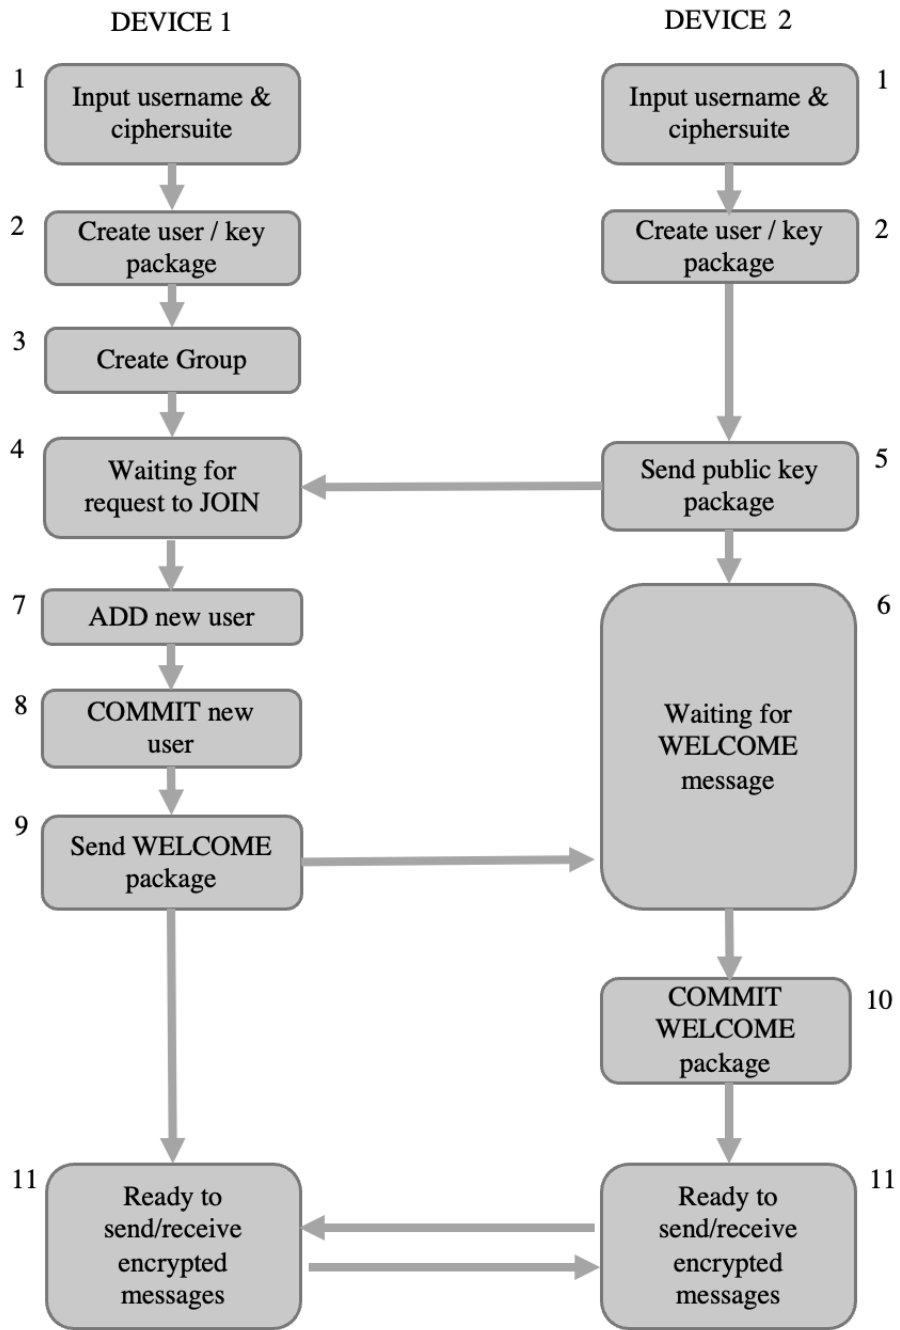 DEVICE 1
DEVICE 2
1
Input username &
ciphersuite
Input username &
ciphersuite
1
2
Create user / key
package
Create user / key
package
2
3
Create Group
4
Waiting for
request to JOIN
Send public key
package
5
7
ADD new user
6
Waiting for
WELCOME
message
8
COMMIT new
user
9
Send WELCOME
package
COMMIT
WELCOME
package
10
11
Ready to
send/receive
encrypted
messages
Ready to
send/receive
encrypted
messages
11